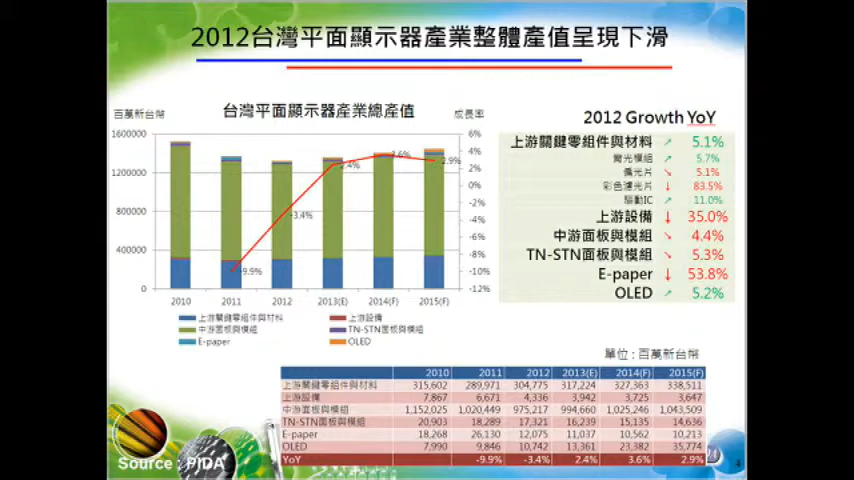 2012台灣平面顯示器產業整體產值呈現下滑
百萬新台幣
台灣平面顯示器產業總產值
成長率
1600000
1200000
800000
400000
0
6%
4%
2%
0%
-2%
-4%
-6%
-8%
-10%
-12%
-9.9%
-3.4%
2.4%
3.6%
2.9%
2010 2011 2012 2013(E) 2014(F) 2015(F)
上游關鍵零組件與材料 上游設備
中游面板與模組 TN-STN面板與模組
E-paper OLED
2012 Growth YoY
上游關鍵零組件與材料 ↗ 5.1%
背光模組 ↗ 5.7%
偏光片 ↘ 5.1%
彩色濾光片 ↓ 83.5%
驅動IC ↗ 11.0%
上游設備 ↓ 35.0%
中游面板與模組 ↘ 4.4%
TN-STN面板與模組 ↘ 5.3%
E-paper ↓ 53.8%
OLED ↗ 5.2%
單位:百萬新台幣
2010 2011 2012 2013(E) 2014(F) 2015(F)
上游關鍵零組件與材料 315,602 289,971 304,775 317,224 327,363 338,511
上游設備 7,867 6,671 4,336 3,942 3,725 3,647
中游面板與模組 1,152,025 1,020,449 975,217 994,660 1,025,246 1,043,509
TN-STN面板與模組 20,903 18,289 17,321 16,239 15,135 14,636
E-paper 18,268 26,130 12,075 11,037 10,562 10,213
OLED 7,990 9,846 10,742 13,361 23,382 35,774
YoY -9.9% -3.4% 2.4% 3.6% 2.9%
Source : PIDA